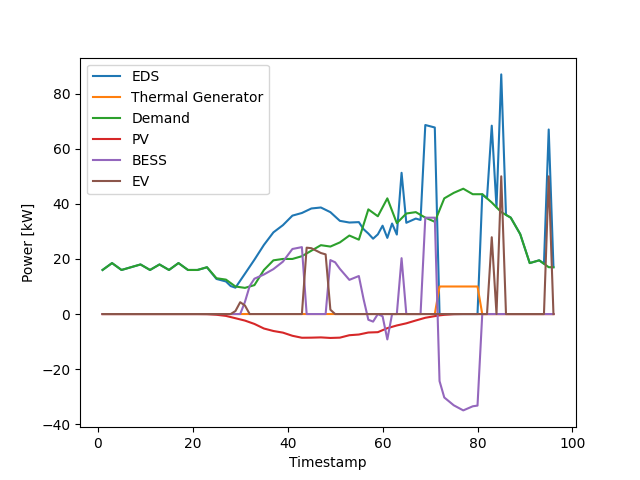 EDS
Thermal Generator
Demand
PV
BESS
EV
Power [kW]
80
60
40
20
0
−20
−40
0 20 40 60 80 100
Timestamp